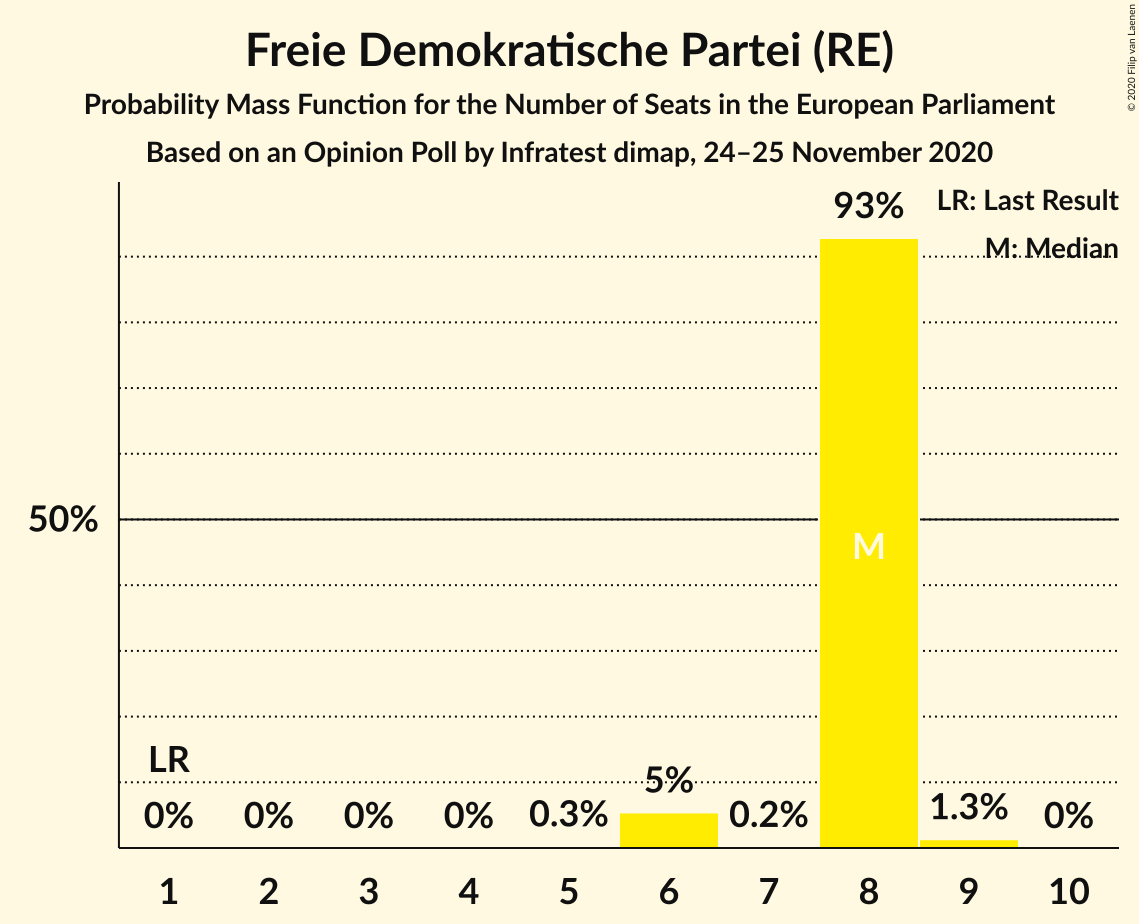 Freie Demokratische Partei (RE)
Probability Mass Function for the Number of Seats in the European Parliament
Based on an Opinion Poll by Infratest dimap, 24–25 November 2020
© 2020 Filip van Laenen
LR: Last Result
M: Median
93%
50%
M
LR
0%
0%
0%
0%
0.3%
5%
0.2%
1.3%
0%
1 2 3 4 5 6 7 8 9 10